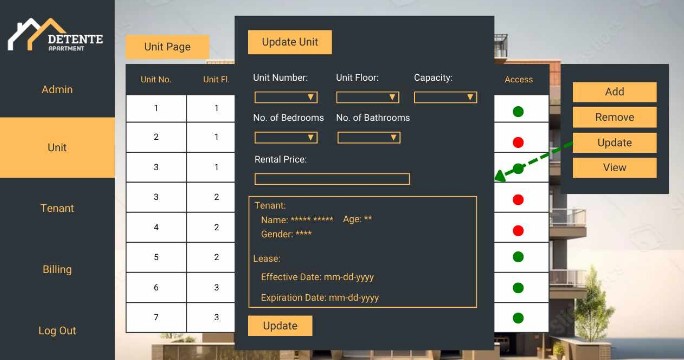 DETENTE
APARTMENT
Admin
Unit
Tenant
Billing
Log Out
Unit Page
Unit No. Unit Fl. Access
1 1
2 1
3 1
3 2
4 2
5 2
6 3
7 3
Update Unit
Unit Number: Unit Floor: Capacity:
No. of Bedrooms No. of Bathrooms
Rental Price:
Tenant:
Name: ***** ***** Age: **
Gender: ****
Lease:
Effective Date: mm-dd-yyyy
Expiration Date: mm-dd-yyyy
Update
Add
Remove
Update
View